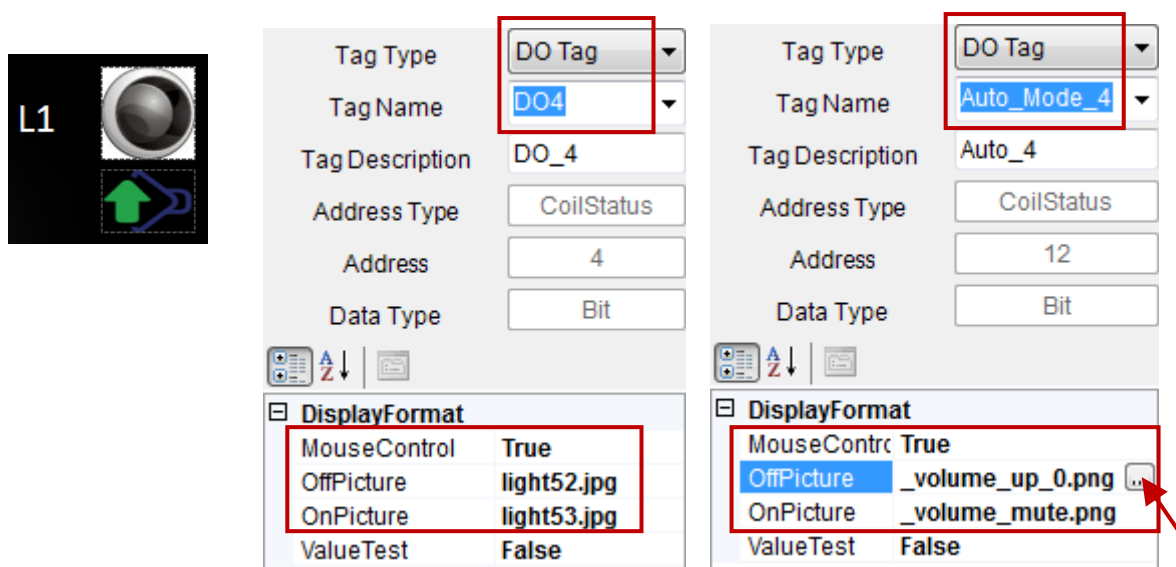 L1
Tag Type DO Tag
Tag Name DO4
Tag Description DO_4
Address Type CoilStatus
Address 4
Data Type Bit
DisplayFormat
MouseControl True
OffPicture light52.jpg
OnPicture light53.jpg
ValueTest False
Tag Type DO Tag
Tag Name Auto_Mode_4
Tag Description Auto_4
Address Type CoilStatus
Address 12
Data Type Bit
DisplayFormat
MouseContrc True
OffPicture _volume_up_0.png ...
OnPicture _volume_mute.png
ValueTest False